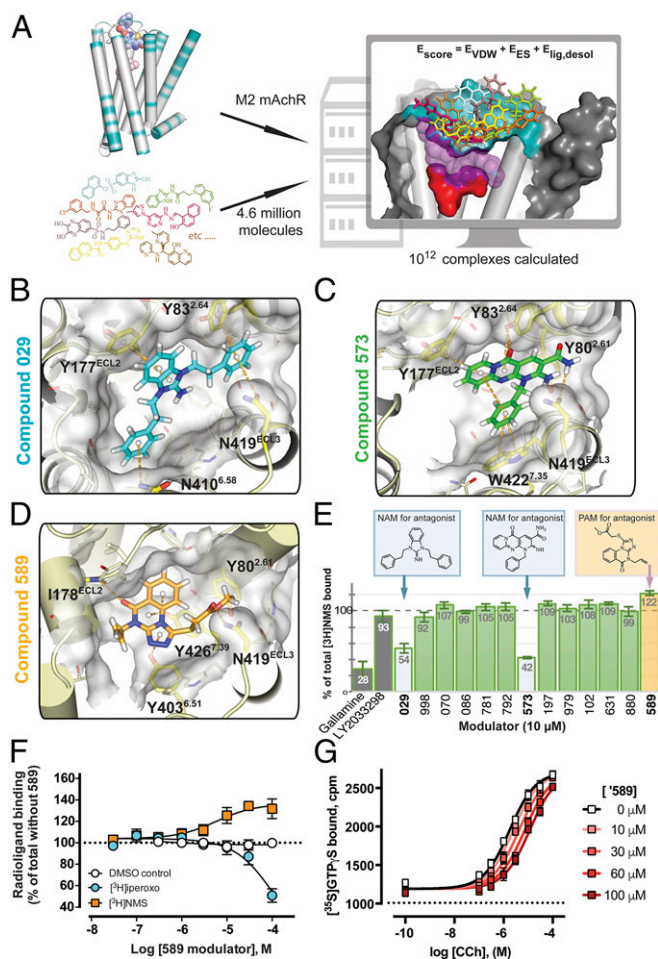 A
E_score = E_VDW + E_ES + E_lig,desol
M2 mAchR
4.6 million
molecules
etc .....
10^12 complexes calculated
B
Compound 029
Y83^2.64
Y177^ECL2
N419^ECL3
N410^6.58
C
Compound 573
Y83^2.64
Y80^2.61
Y177^ECL2
N419^ECL3
W422^7.35
D
Compound 589
Y80^2.61
I178^ECL2
Y426^7.39
N419^ECL3
Y403^6.51
E
NAM for antagonist
NAM for antagonist
PAM for antagonist
% of total [3H]NMS bound
100
28
93
54
92
107
99
105
105
42
109
103
108
109
99
122
Gallamine
LY2033298
029
998
070
086
781
792
573
197
979
102
631
880
589
Modulator (10 μM)
F
Radioligand binding
(% of total without 589)
160
140
120
100
80
60
40
DMSO control
[³H]iperoxo
[³H]NMS
-8
-7
-6
-5
-4
-3
-2
Log [589 modulator], M
G
[³⁵S]GTPγS bound, cpm
2500
2000
1500
1000
-10
-8
-6
-4
log [CCh], (M)
[ '589]
0 μM
10 μM
30 μM
60 μM
100 μM